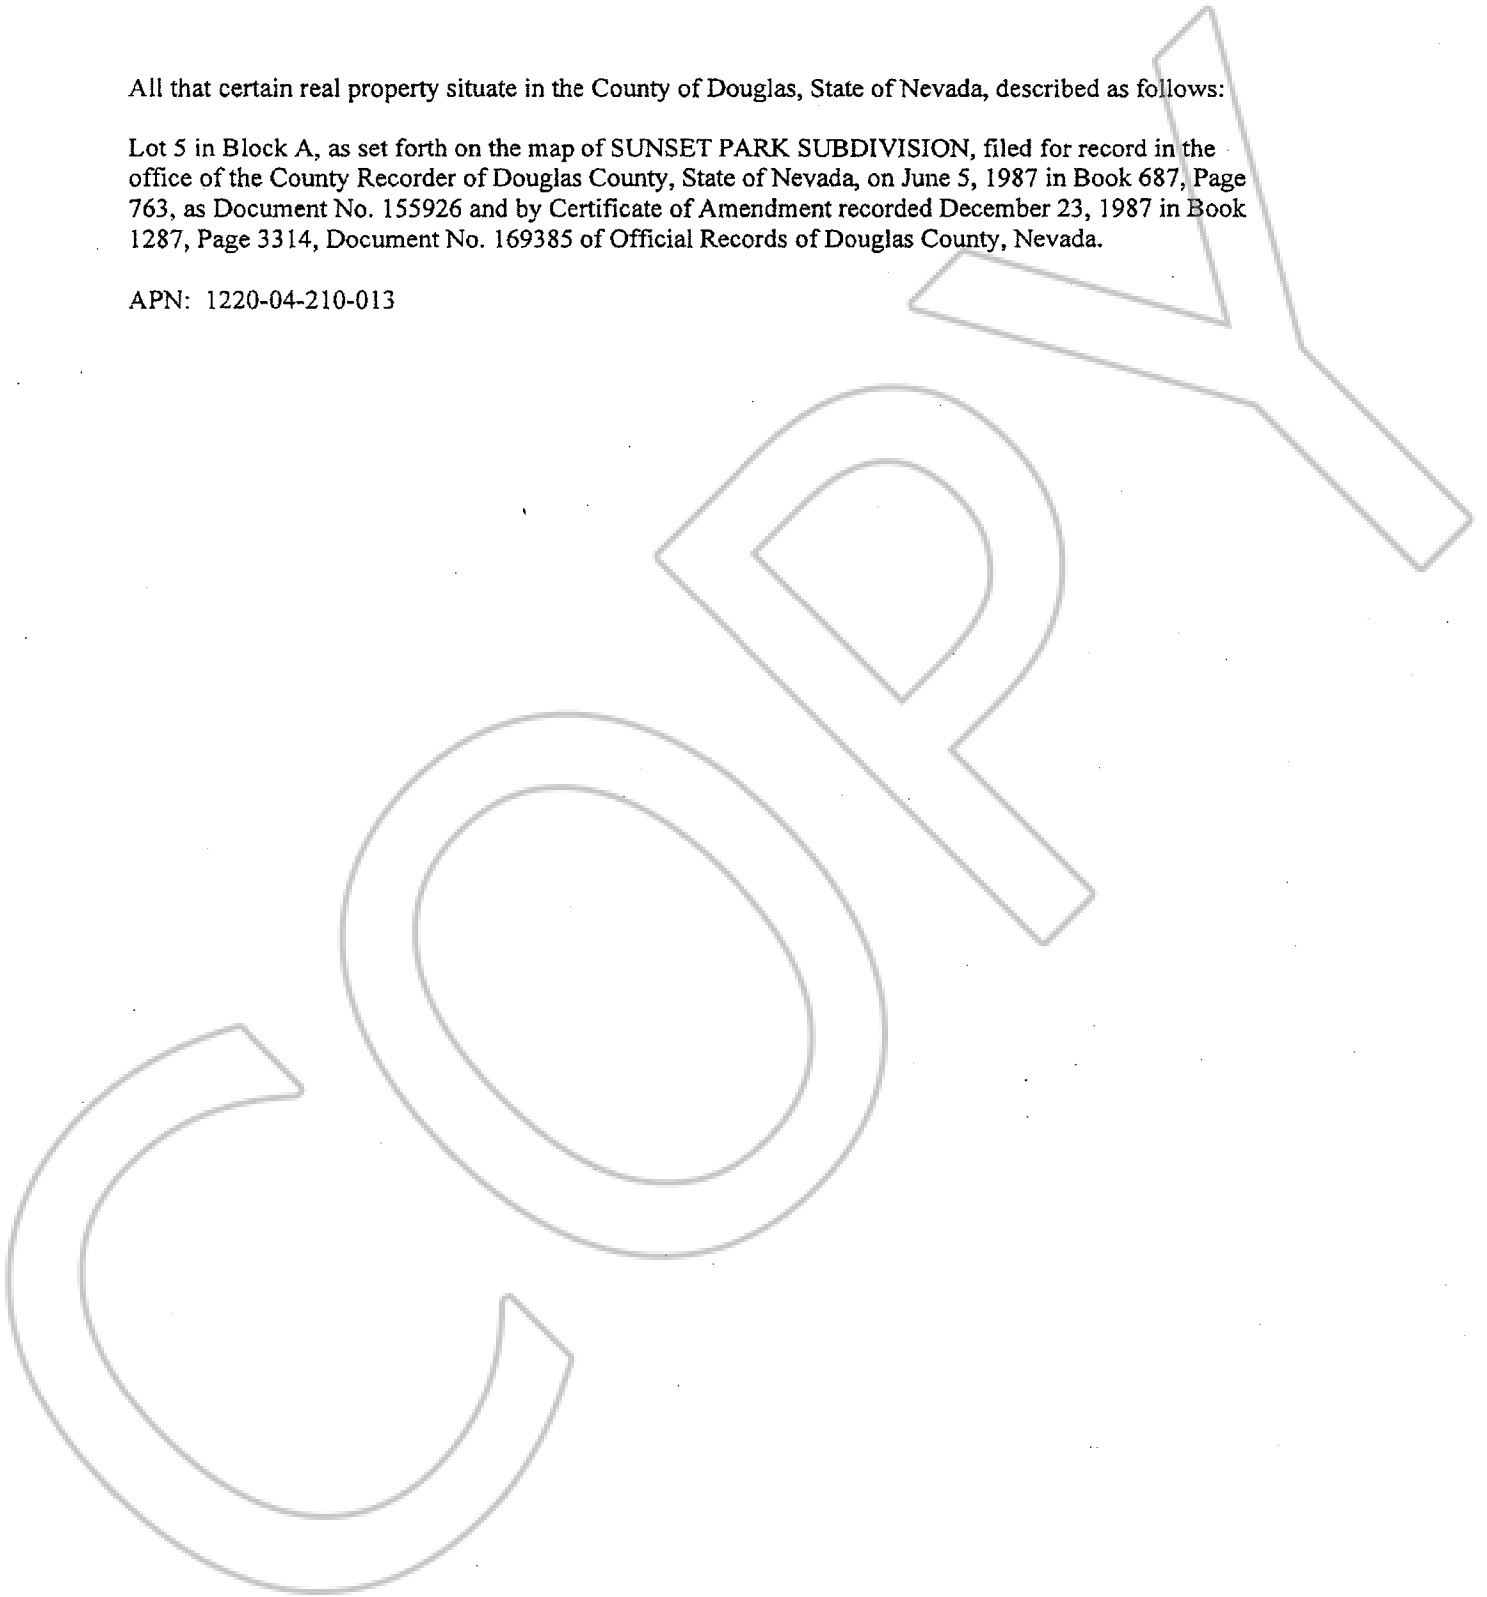 All that certain real property situate in the County of Douglas, State of Nevada, described as follows:
Lot 5 in Block A, as set forth on the map of SUNSET PARK SUBDIVISION, filed for record in the
office of the County Recorder of Douglas County, State of Nevada, on June 5, 1987 in Book 687, Page
763, as Document No. 155926 and by Certificate of Amendment recorded December 23, 1987 in Book
1287, Page 3314, Document No. 169385 of Official Records of Douglas County, Nevada.
APN: 1220-04-210-013
COPY